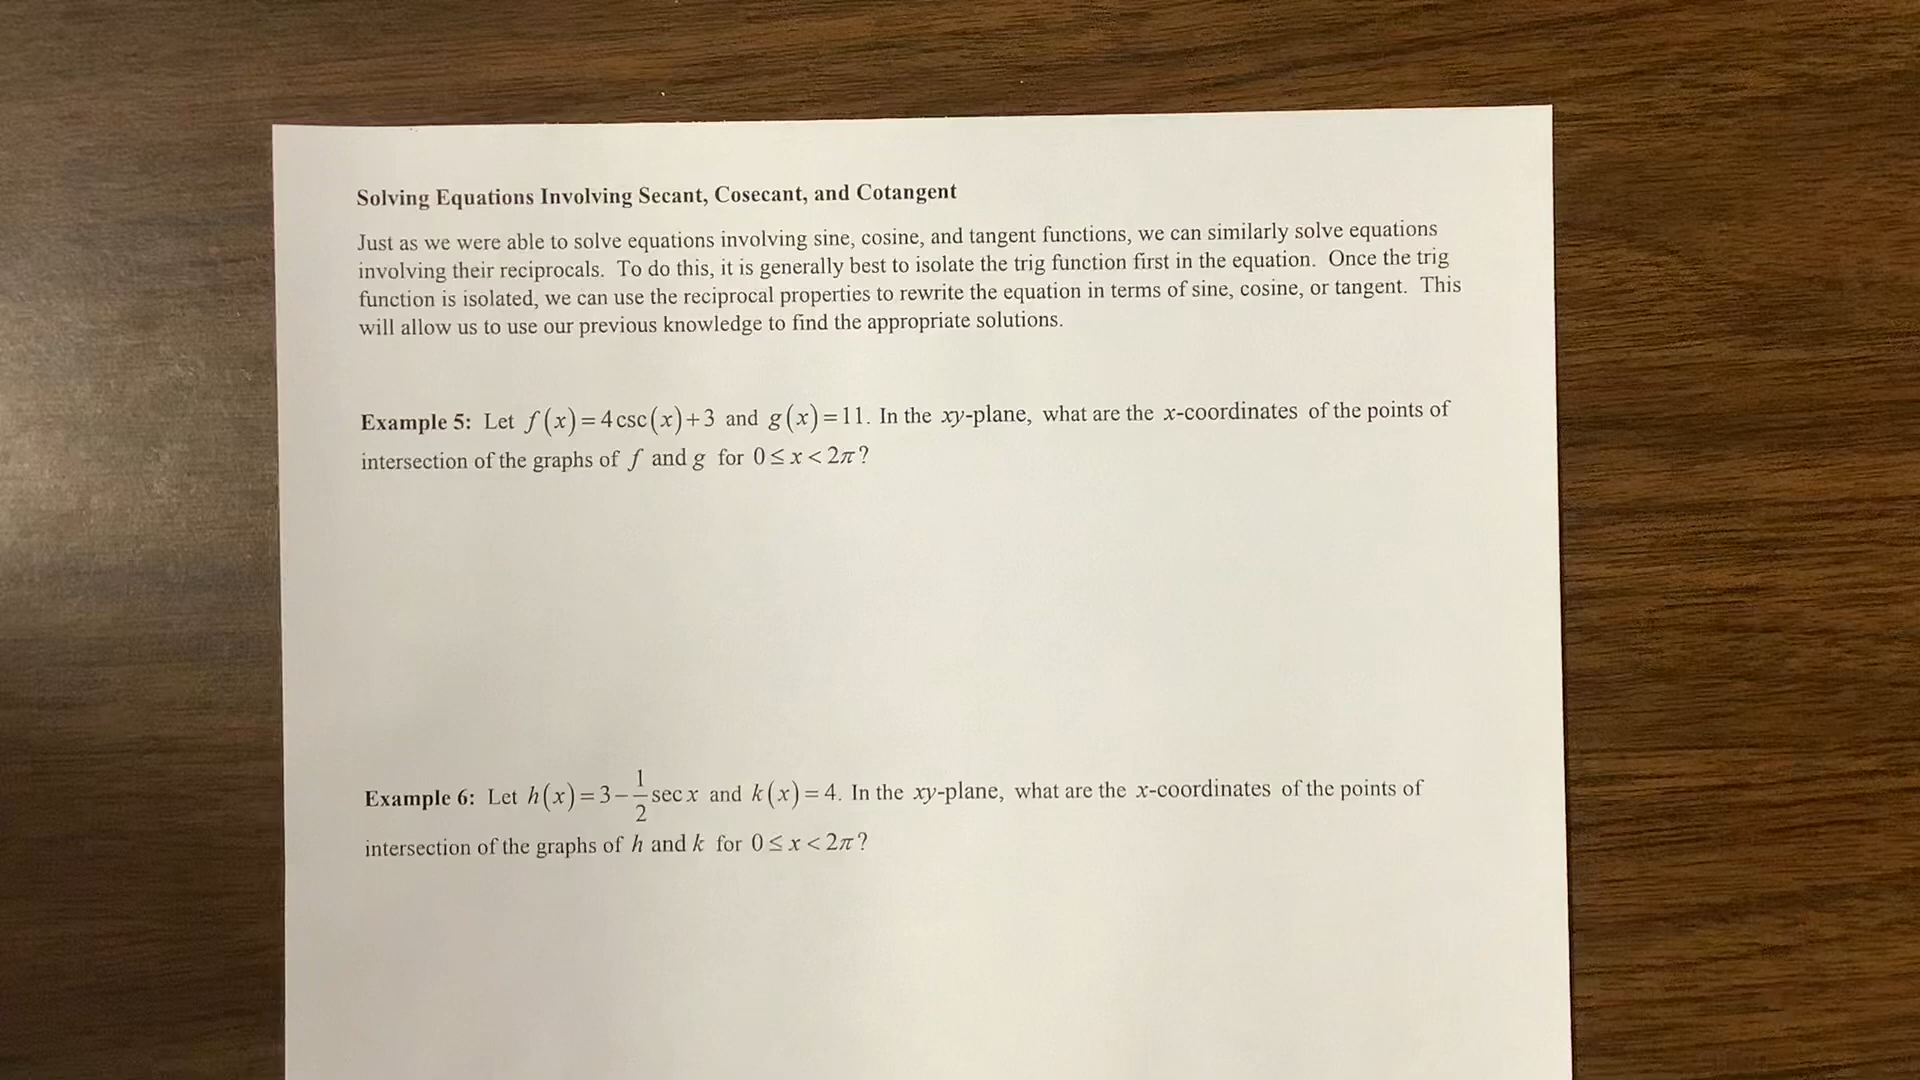 Solving Equations Involving Secant, Cosecant, and Cotangent
Just as we were able to solve equations involving sine, cosine, and tangent functions, we can similarly solve equations
involving their reciprocals. To do this, it is generally best to isolate the trig function first in the equation. Once the trig
function is isolated, we can use the reciprocal properties to rewrite the equation in terms of sine, cosine, or tangent. This
will allow us to use our previous knowledge to find the appropriate solutions.
Example 5: Let f(x)=4csc(x)+3 and g(x)=11. In the xy-plane, what are the x-coordinates of the points of
intersection of the graphs of f and g for 0≤x<2π?
Example 6: Let h(x)=3−1/2 sec x and k(x)=4. In the xy-plane, what are the x-coordinates of the points of
intersection of the graphs of h and k for 0≤x<2π?